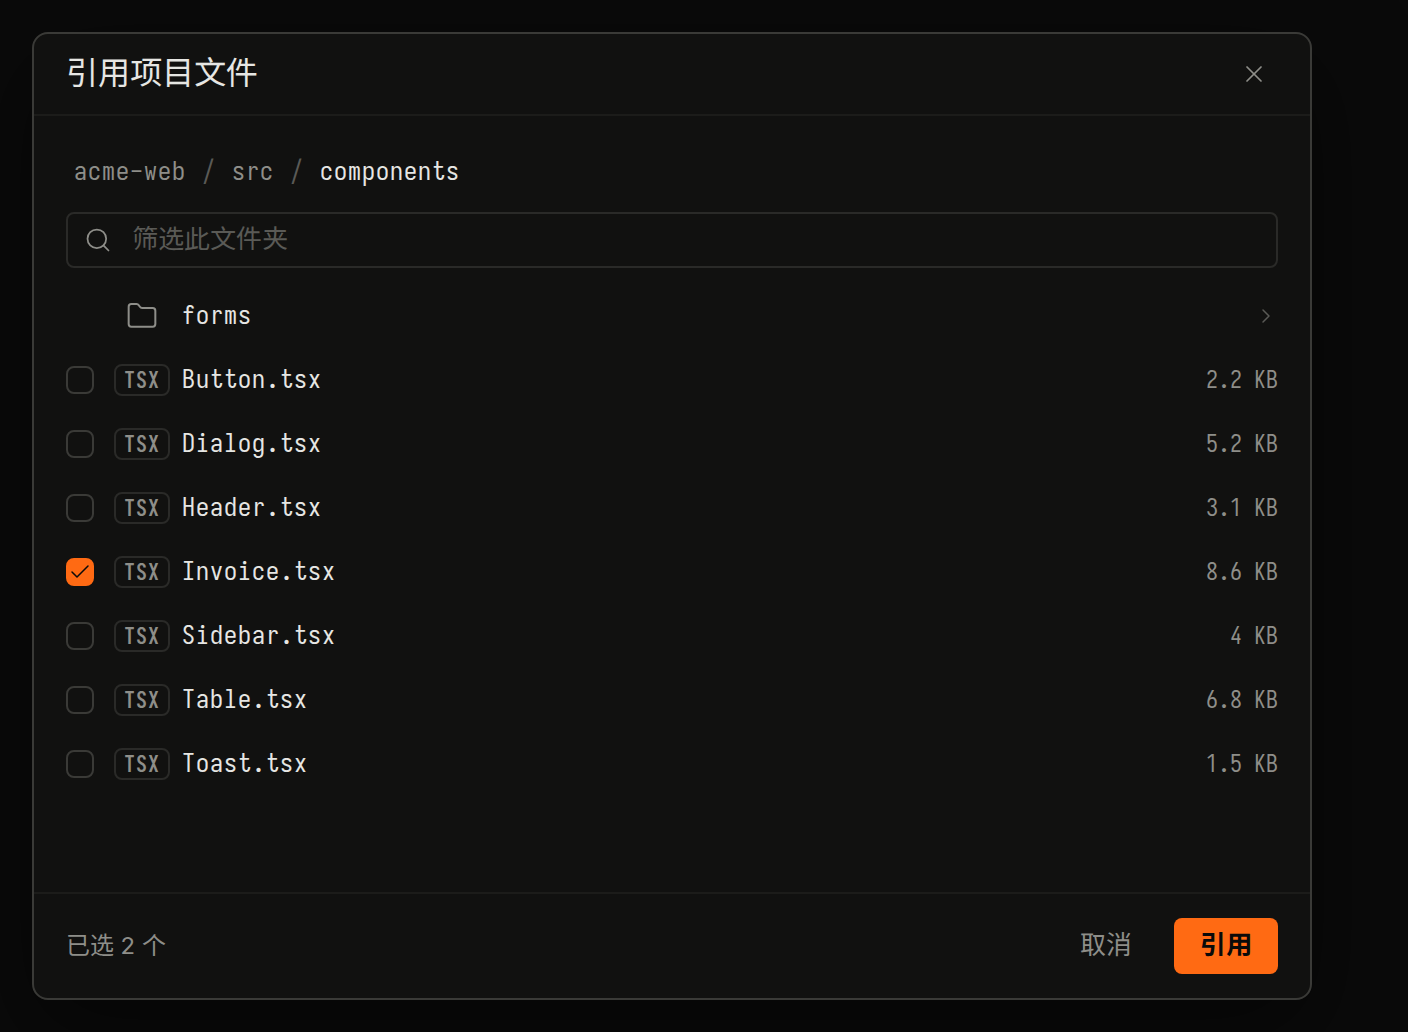 引用项目文件
acme-web / src / components
筛选此文件夹
forms
TSX Button.tsx 2.2 KB
TSX Dialog.tsx 5.2 KB
TSX Header.tsx 3.1 KB
TSX Invoice.tsx 8.6 KB
TSX Sidebar.tsx 4 KB
TSX Table.tsx 6.8 KB
TSX Toast.tsx 1.5 KB
已选 2 个 取消 引用